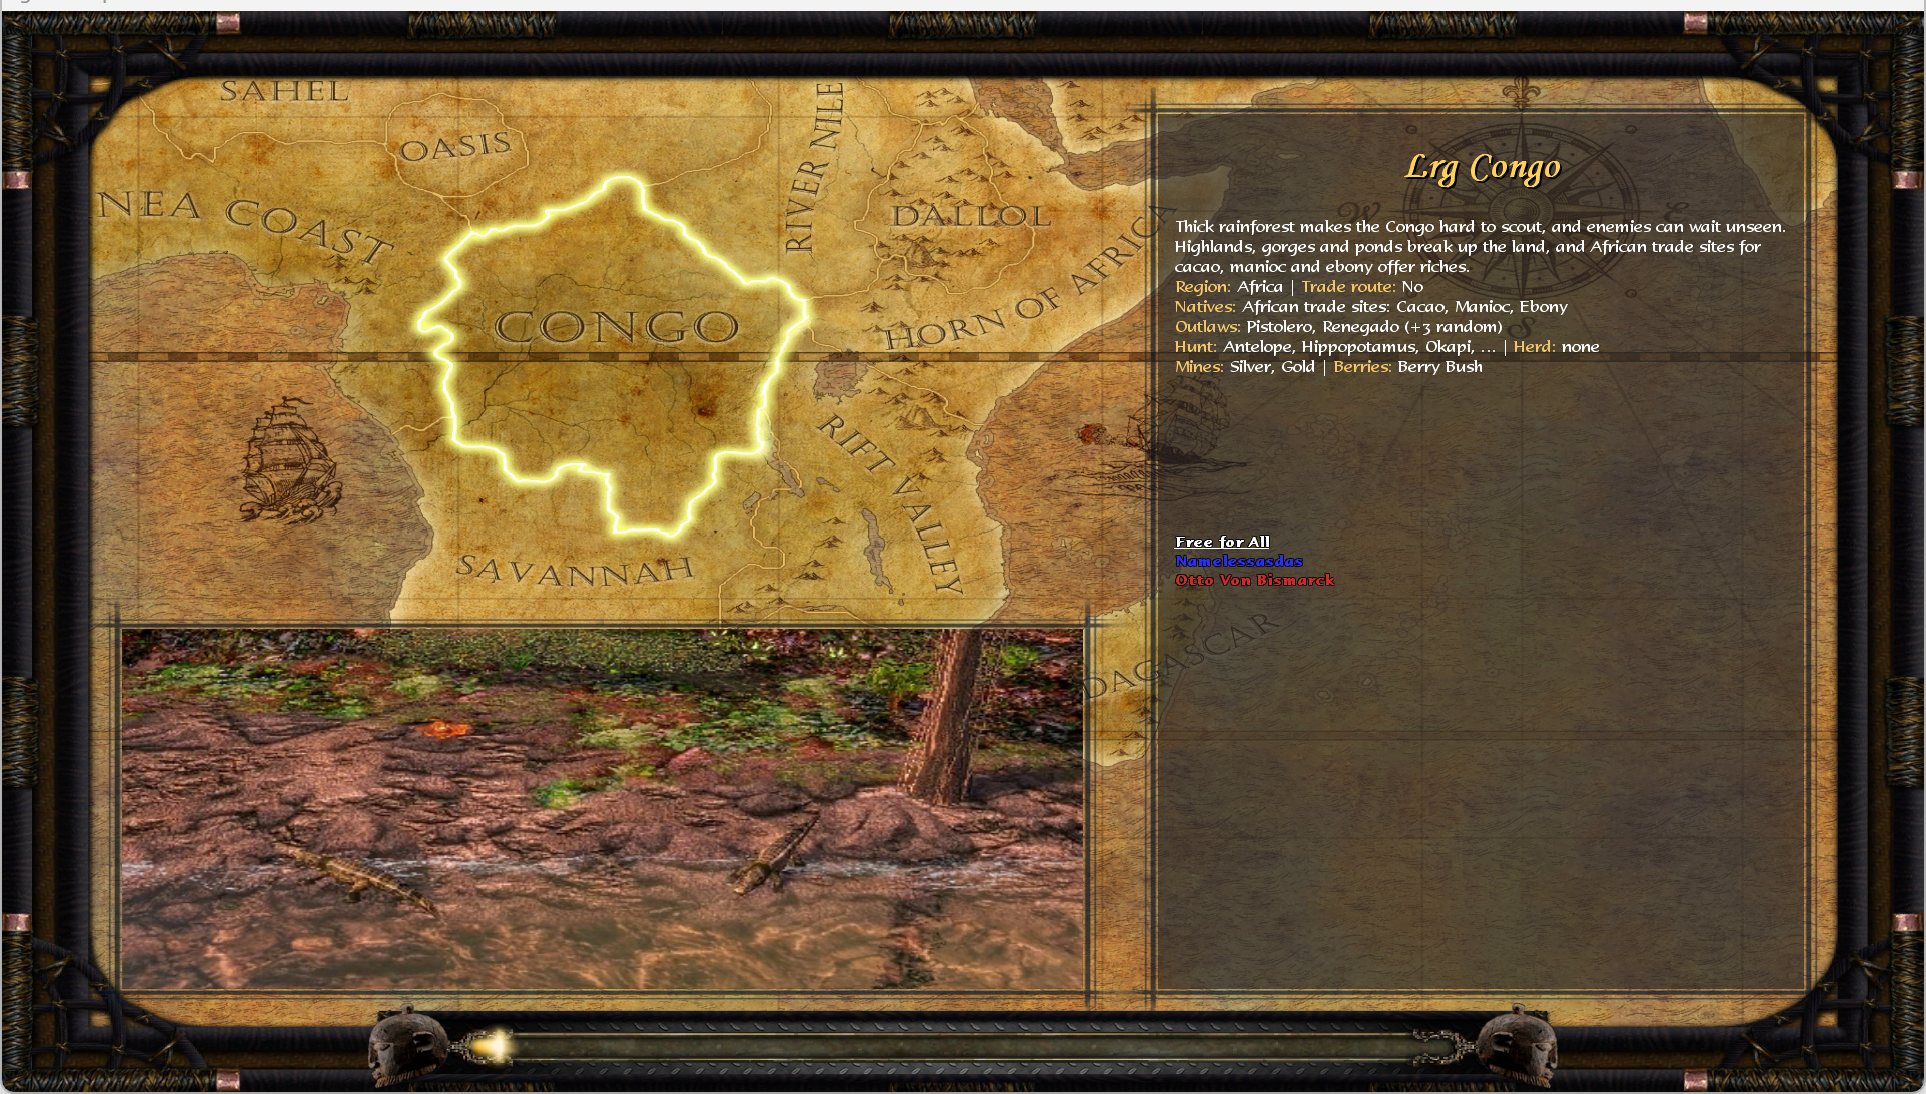 SAHEL
OASIS
NEA COAST
RIVER NILE
DALLOL
HORN OF AFRICA
CONGO
RIFT VALLEY
SAVANNAH
DAGASCAR
W
E
S
Lrg Congo
Thick rainforest makes the Congo hard to scout, and enemies can wait unseen.
Highlands, gorges and ponds break up the land, and African trade sites for
cacao, manioc and ebony offer riches.
Region: Africa | Trade route: No
Natives: African trade sites: Cacao, Manioc, Ebony
Outlaws: Pistolero, Renegado (+3 random)
Hunt: Antelope, Hippopotamus, Okapi, ... | Herd: none
Mines: Silver, Gold | Berries: Berry Bush
Free for All
Namelessasdas
Otto Von Bismarck